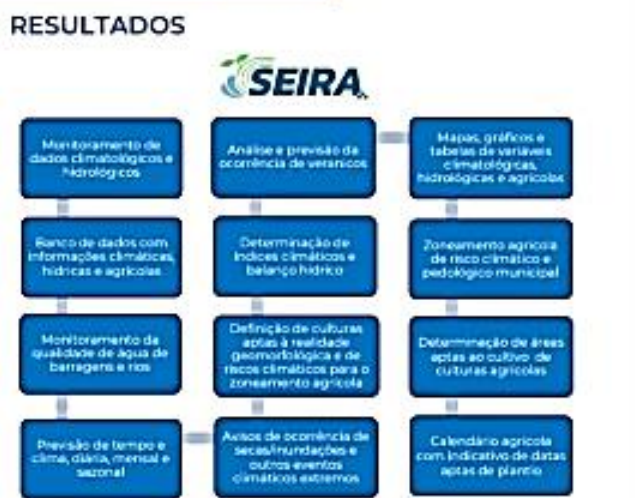 RESULTADOS
SEIRA
Monitoramento de
dados climatológicos e
hidrológicos
Banco de dados com
informações climáticas,
hídricas e agrícolas
Monitoramento da
qualidade de água de
barragens e rios
Previsão de tempo e
clima, diária, mensal e
sazonal
Avisos de ocorrência de
secas/inundações e
outros eventos
climáticos extremos
Definição de culturas
aptas à realidade
geomorfológica e de
riscos climáticos para o
zoneamento agrícola
Determinação de
índices climáticos e
balanço hídrico
Análise e previsão da
ocorrência de veranicos
Mapas, gráficos e
tabelas de variáveis
climatológicas,
hidrológicas e agrícolas
Zoneamento agrícola
de risco climático e
pedológico municipal
Determinação de áreas
aptas ao cultivo de
culturas agrícolas
Calendário agrícola
com indicativo de datas
aptas de plantio